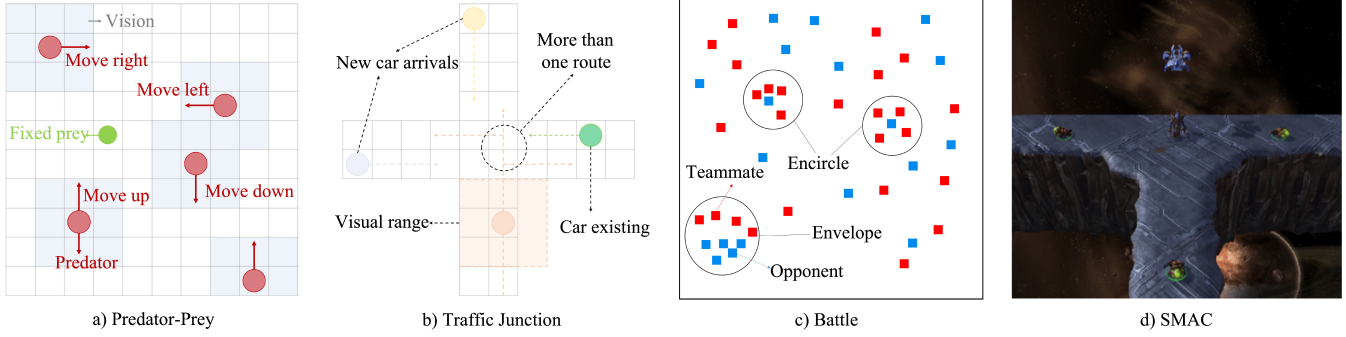 Vision
Move right
Move left
Fixed prey
Move up
Move down
Predator
a) Predator-Prey
New car arrivals
More than
one route
Visual range
Car existing
b) Traffic Junction
Encircle
Teammate
Envelope
Opponent
c) Battle
d) SMAC